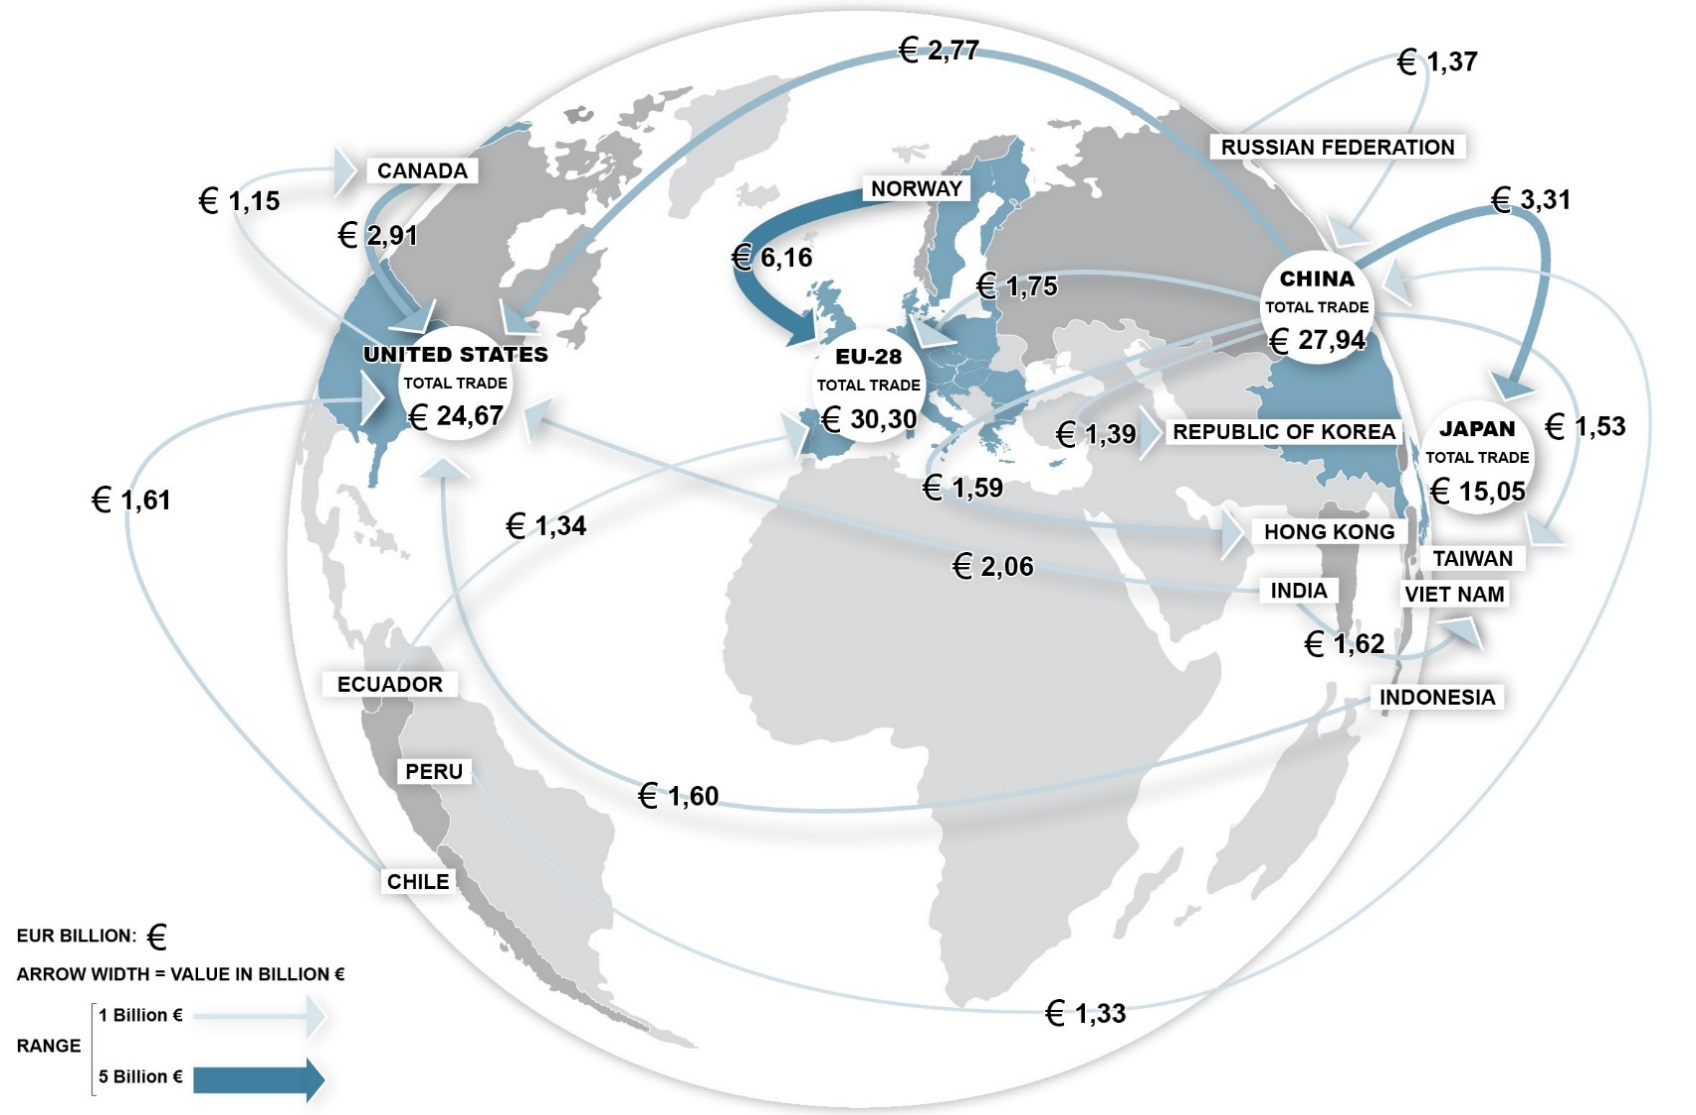 € 2,77
€ 1,37
RUSSIAN FEDERATION
CANADA
NORWAY
€ 1,15
€ 3,31
€ 2,91
€ 6,16
€ 1,75
CHINA
TOTAL TRADE
€ 27,94
UNITED STATES
TOTAL TRADE
€ 24,67
EU-28
TOTAL TRADE
€ 30,30
€ 1,39
REPUBLIC OF KOREA
JAPAN
TOTAL TRADE
€ 15,05
€ 1,53
€ 1,61
€ 1,59
€ 1,34
HONG KONG
€ 2,06
TAIWAN
INDIA
VIET NAM
€ 1,62
ECUADOR
INDONESIA
PERU
€ 1,60
CHILE
€ 1,33
EUR BILLION: €
ARROW WIDTH = VALUE IN BILLION €
1 Billion €
RANGE
5 Billion €